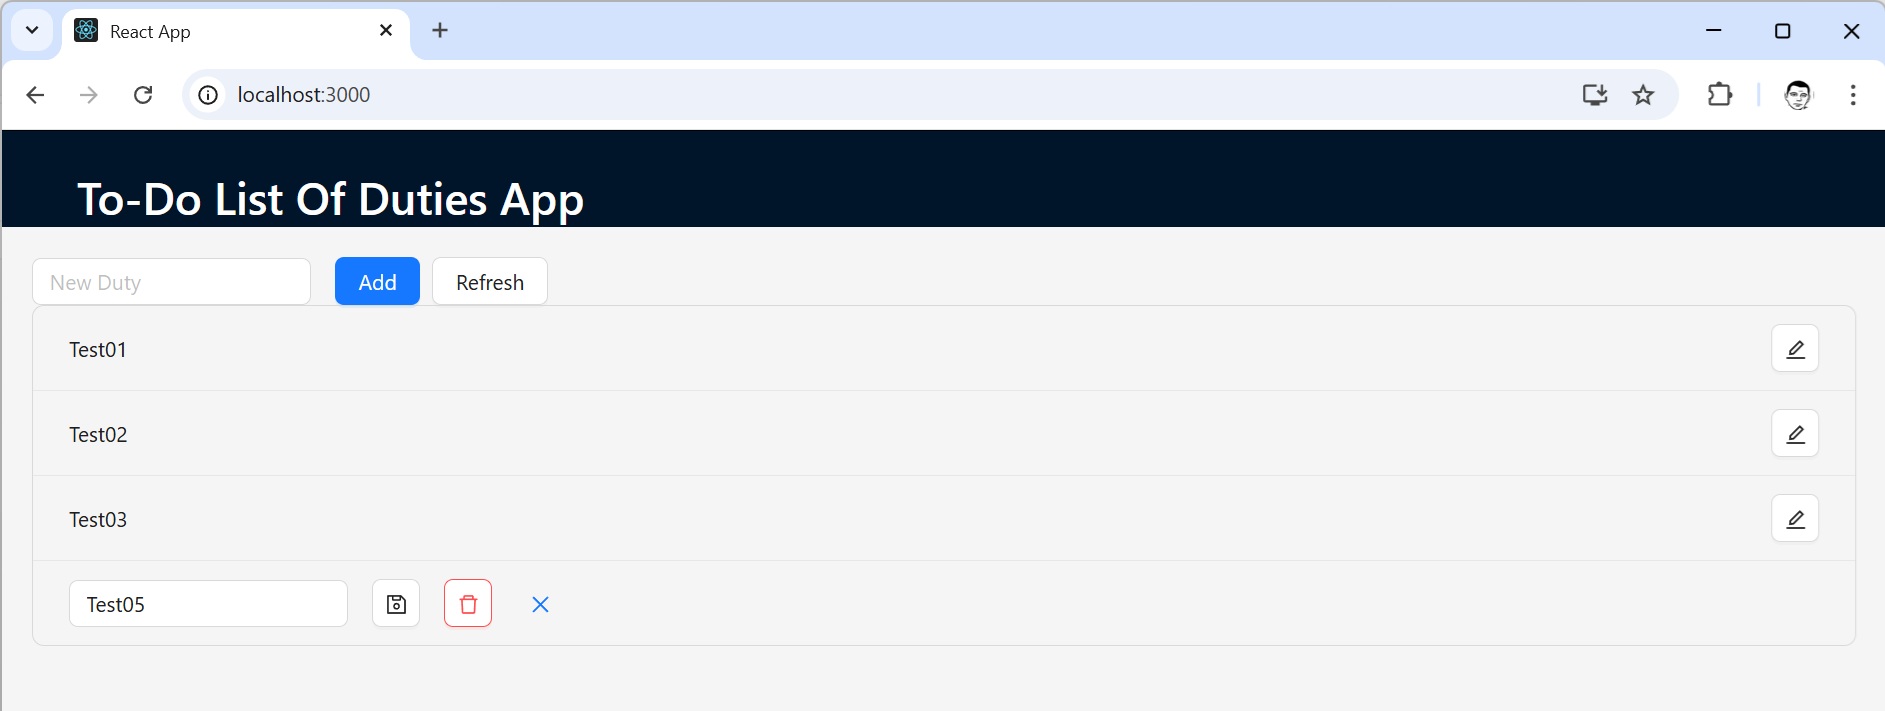 React App
localhost:3000
To-Do List Of Duties App
New Duty Add Refresh
Test01
Test02
Test03
Test05